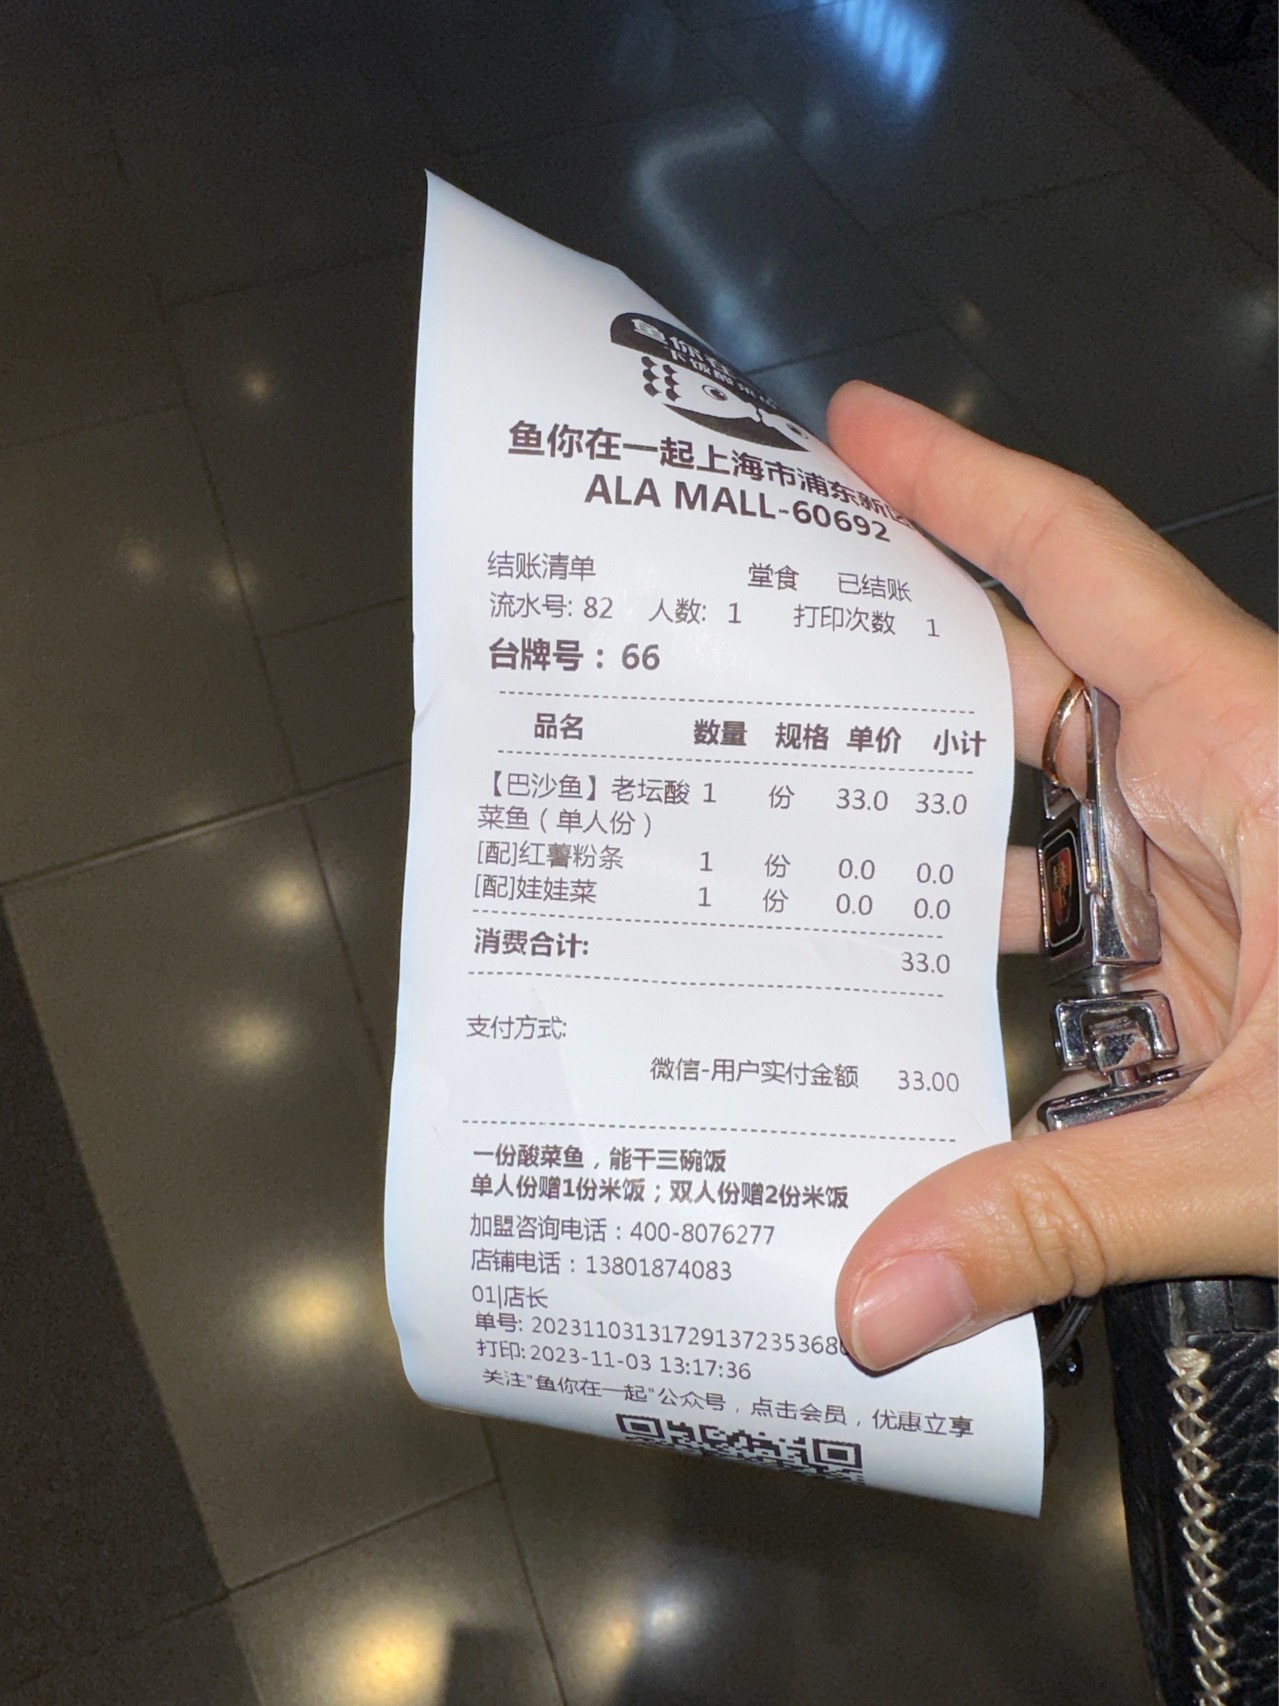 鱼你在一起上海市浦东新区
ALA MALL-60692
结账清单 堂食 已结账
流水号: 82 人数: 1 打印次数 1
台牌号：66
品名 数量 规格 单价 小计
【巴沙鱼】老坛酸 1 份 33.0 33.0
菜鱼（单人份）
[配]红薯粉条 1 份 0.0 0.0
[配]娃娃菜 1 份 0.0 0.0
消费合计: 33.0
支付方式:
微信-用户实付金额 33.00
一份酸菜鱼，能干三碗饭
单人份赠1份米饭；双人份赠2份米饭
加盟咨询电话：400-8076277
店铺电话：13801874083
01|店长
单号: 2023110313172913723536
打印: 2023-11-03 13:17:36
关注"鱼你在一起"公众号，点击会员，优惠立享